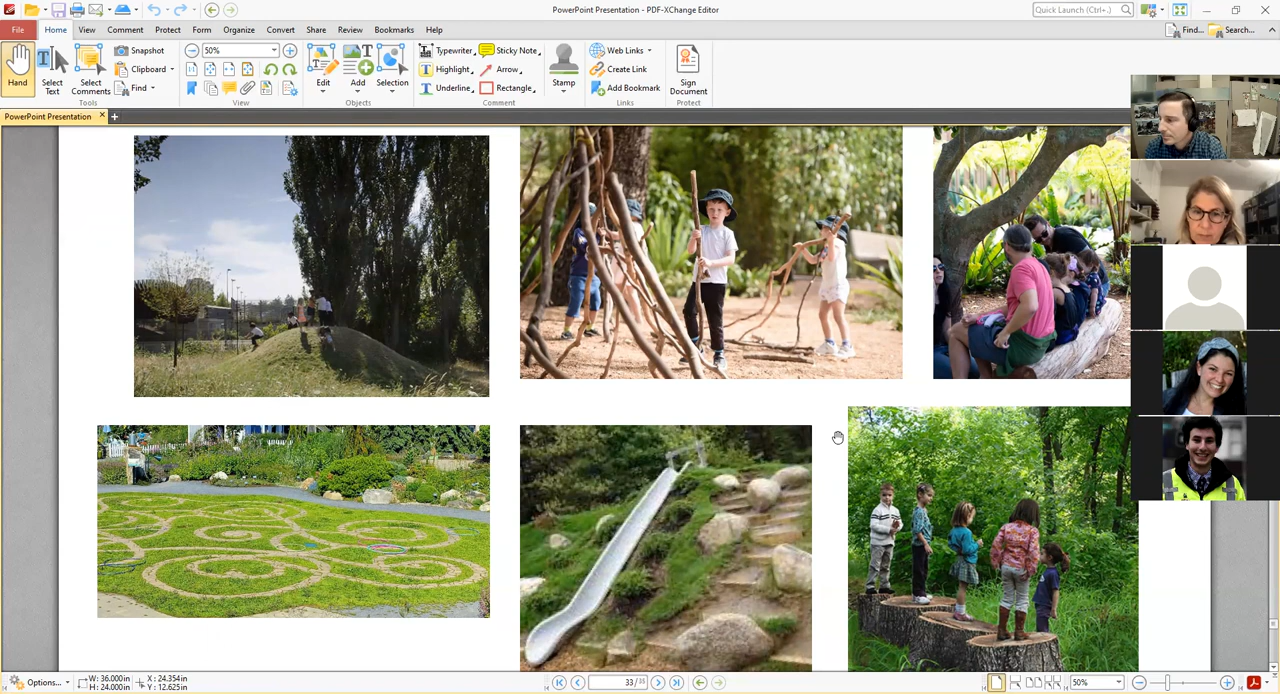 PowerPoint Presentation - PDF-XChange Editor
Quick Launch (Ctrl+.)
File Home View Comment Protect Form Organize Convert Share Review Bookmarks Help
Find... Search...
Hand
Select Text
Select Comments
Snapshot
Clipboard
Find
Tools
50%
View
Edit
Add
Selection
Objects
Typewriter
Highlight
Underline
Sticky Note
Arrow
Rectangle
Comment
Stamp
Web Links
Create Link
Add Bookmark
Links
Sign Document
Protect
PowerPoint Presentation
Options...
W: 36.000in
H: 24.000in
X: 24.354in
Y: 12.625in
33/35
50%